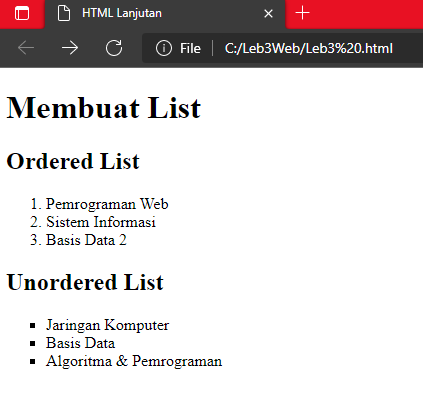 HTML Lanjutan
File | C:/Leb3Web/Leb3%20.html
Membuat List
Ordered List
1. Pemrograman Web
2. Sistem Informasi
3. Basis Data 2
Unordered List
▪ Jaringan Komputer
▪ Basis Data
▪ Algoritma & Pemrograman